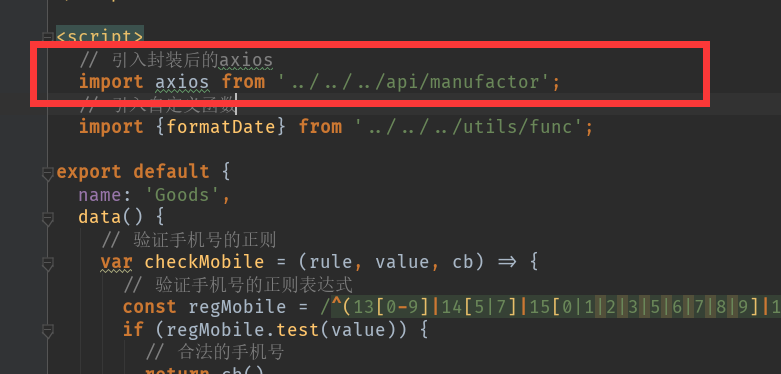 <script>
// 引入封装后的axios
import axios from '../../../api/manufactor';
// 引入自定义函数
import {formatDate} from '../../../utils/func';
export default {
name: 'Goods',
data() {
// 验证手机号的正则
var checkMobile = (rule, value, cb) => {
// 验证手机号的正则表达式
const regMobile = /^(13[0-9]|14[5|7]|15[0|1|2|3|5|6|7|8|9]|1
if (regMobile.test(value)) {
// 合法的手机号
return cb()